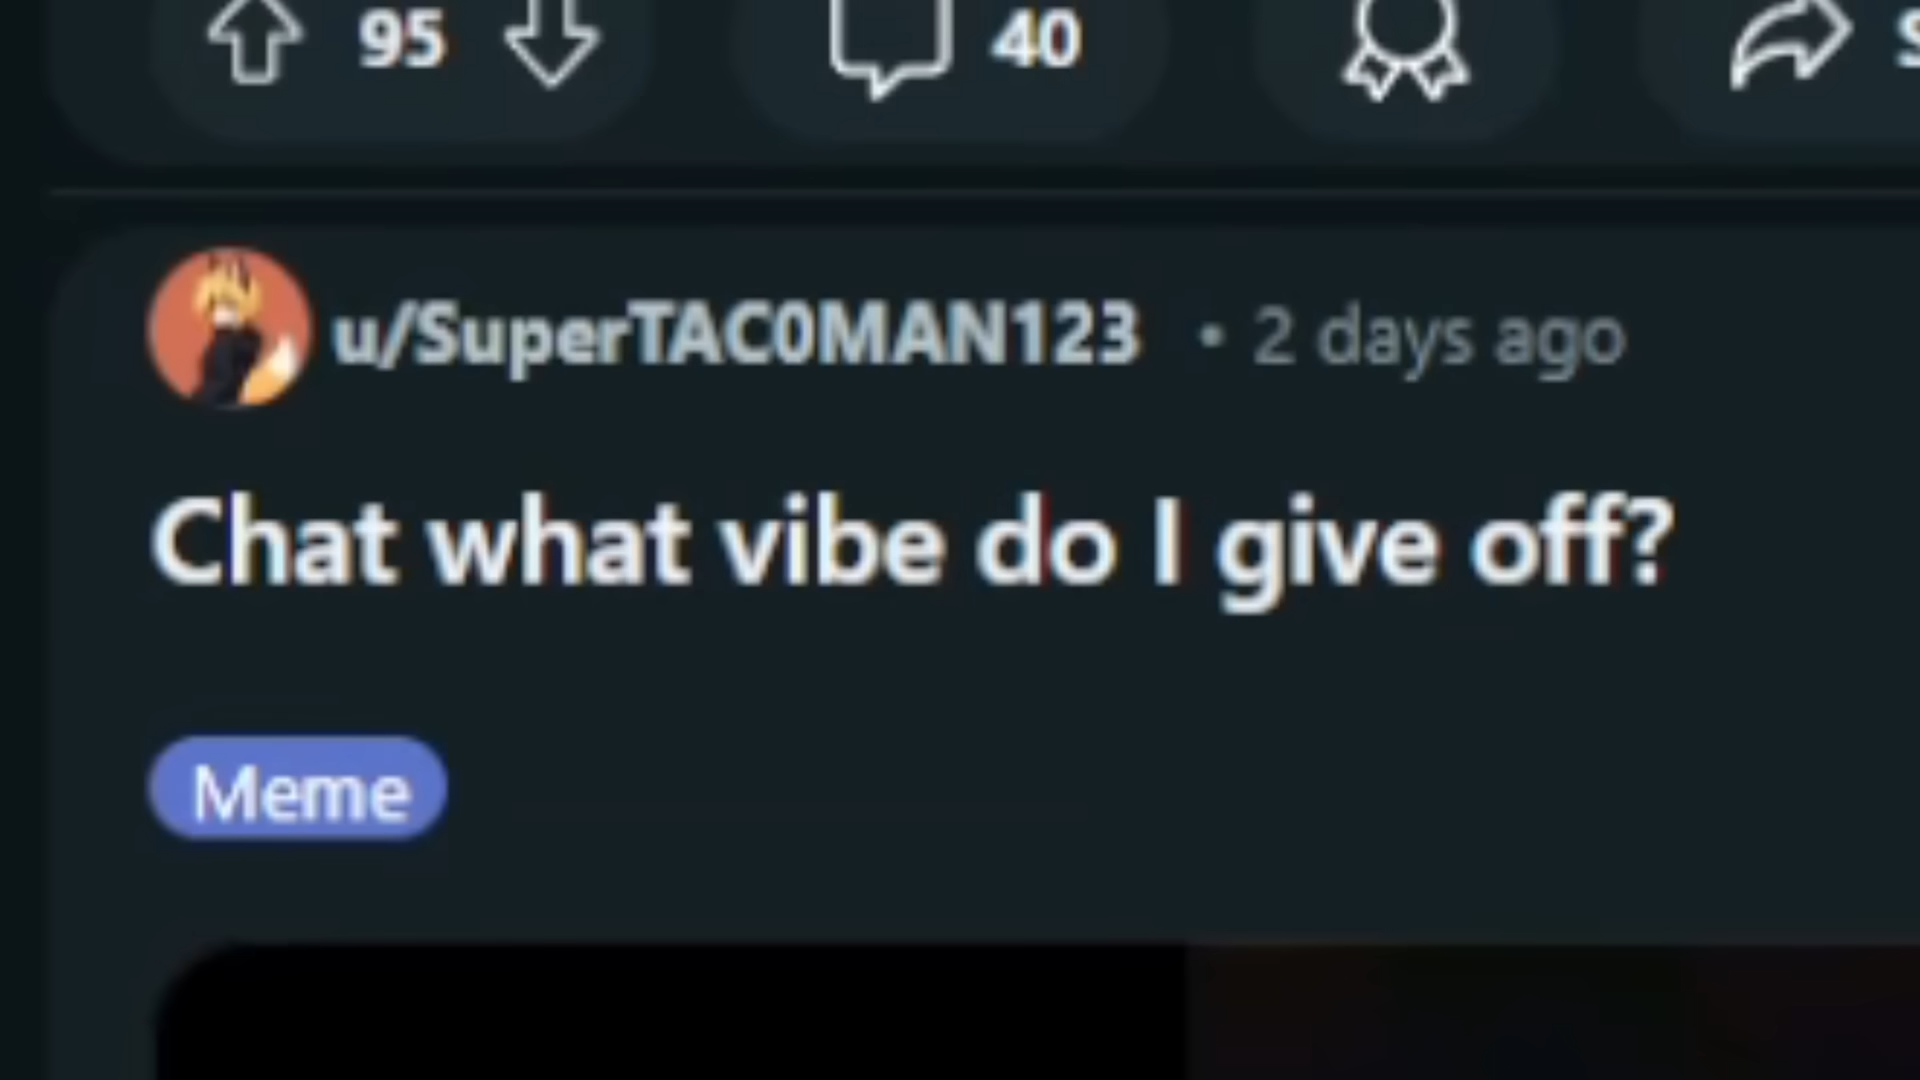 95 40
u/SuperTAC0MAN123 • 2 days ago
Chat what vibe do I give off?
Meme